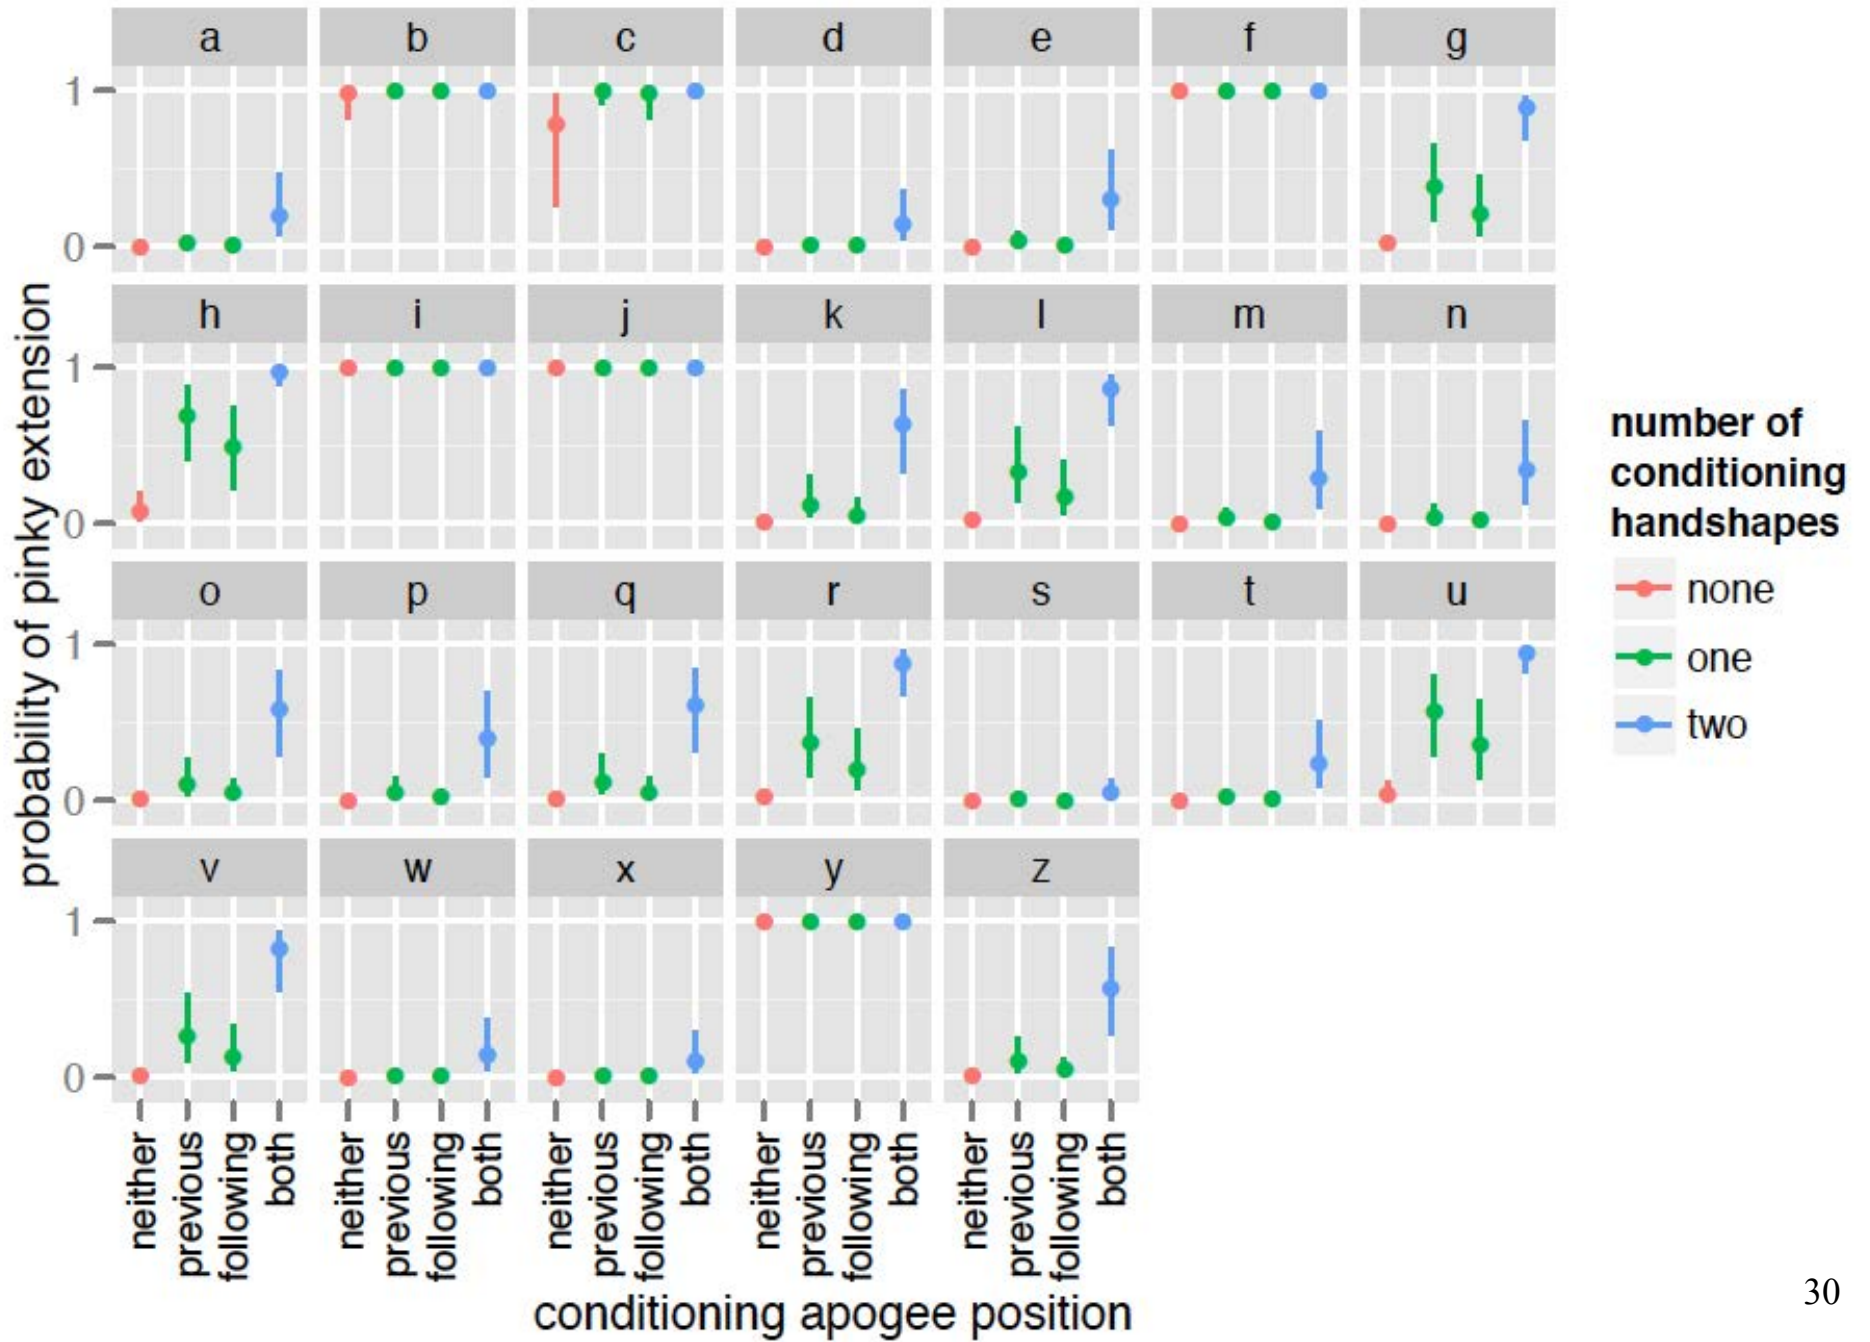 a b c d e f g
1
0
h i j k l m n
1
0
o p q r s t u
1
0
v w x y z
1
0
probability of pinky extension
neither previous following both neither previous following both neither previous following both neither previous following both neither previous following both
conditioning apogee position
number of
conditioning
handshapes
none
one
two
30